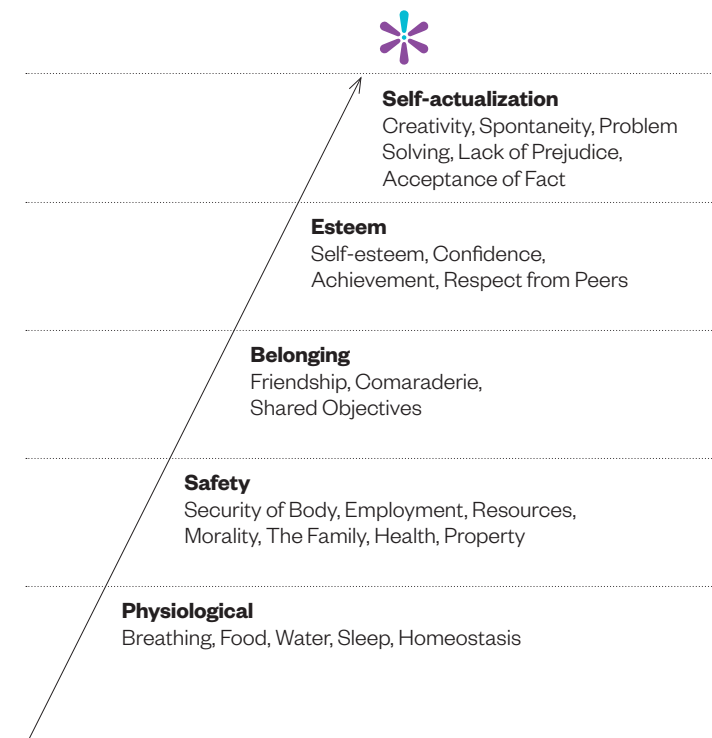 Self-actualization
Creativity, Spontaneity, Problem
Solving, Lack of Prejudice,
Acceptance of Fact
Esteem
Self-esteem, Confidence,
Achievement, Respect from Peers
Belonging
Friendship, Comaraderie,
Shared Objectives
Safety
Security of Body, Employment, Resources,
Morality, The Family, Health, Property
Physiological
Breathing, Food, Water, Sleep, Homeostasis